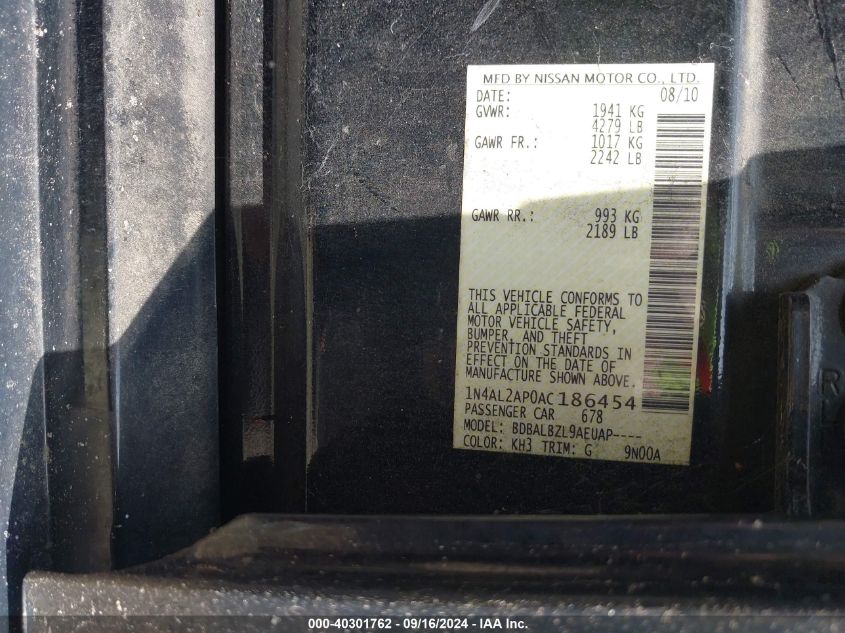 MFD BY NISSAN MOTOR CO., LTD.
DATE: 08/10
GVWR: 1941 KG
4279 LB
GAWR FR.: 1017 KG
2242 LB
GAWR RR.: 993 KG
2189 LB
THIS VEHICLE CONFORMS TO
ALL APPLICABLE FEDERAL
MOTOR VEHICLE SAFETY,
BUMPER, AND THEFT
PREVENTION STANDARDS IN
EFFECT ON THE DATE OF
MANUFACTURE SHOWN ABOVE.
1N4AL2AP0AC186454
PASSENGER CAR 678
MODEL: BDBALBZL9AEUAP----
COLOR: KH3 TRIM: G 9N00A
000-40301762 - 09/16/2024 - IAA Inc.